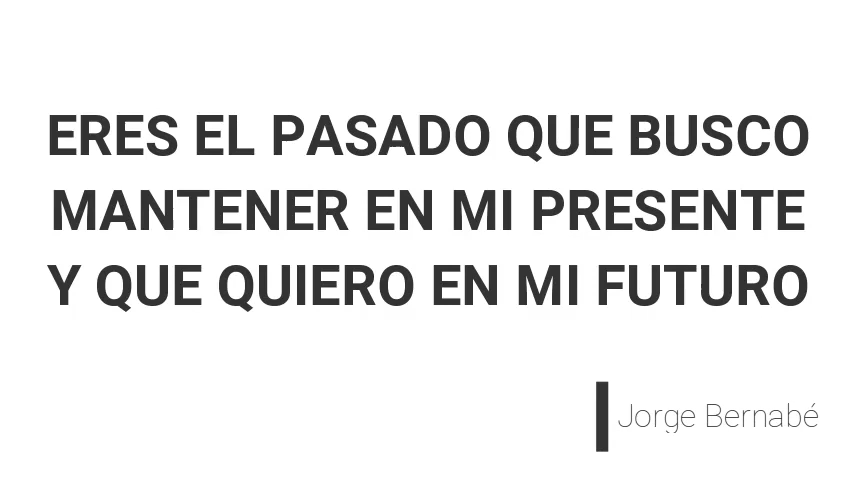 ERES EL PASADO QUE BUSCO
MANTENER EN MI PRESENTE
Y QUE QUIERO EN MI FUTURO
Jorge Bernabé